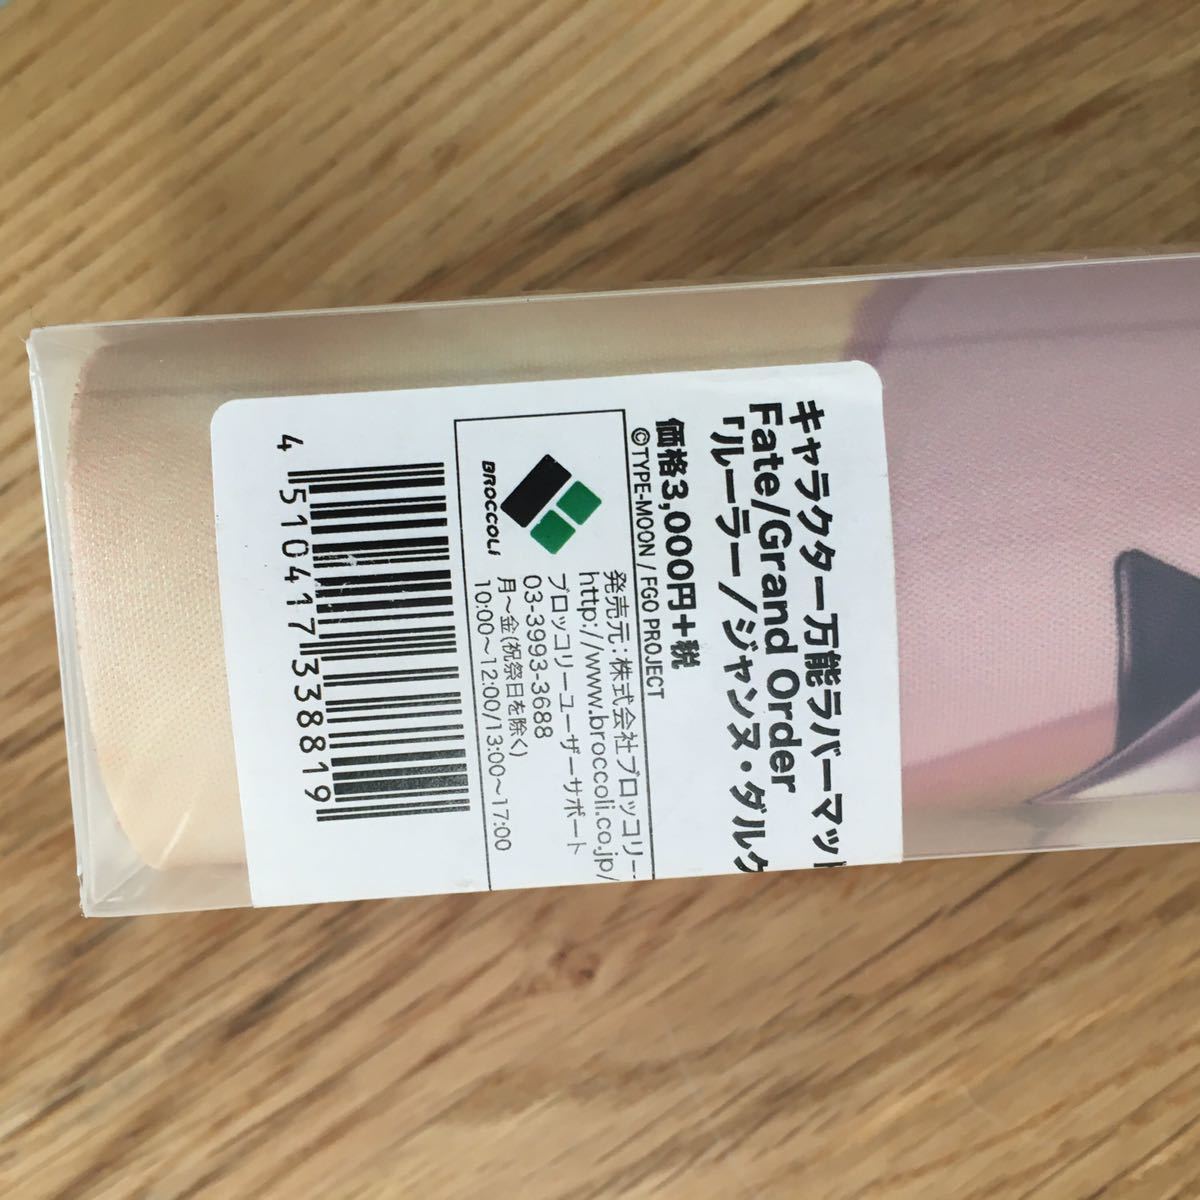 キャラクター万能ラバーマット
Fate/Grand Order
「ルーラー/ジャンヌ・ダルク
価格3,000円+税
©TYPE-MOON / FGO PROJECT
BROCCOLI
発売元:株式会社ブロッコリー
http://www.broccoli.co.jp/
ブロッコリーユーザーサポート
03-3993-3688
月～金(祝祭日を除く)
10:00～12:00/13:00～17:00
4 510417 338819